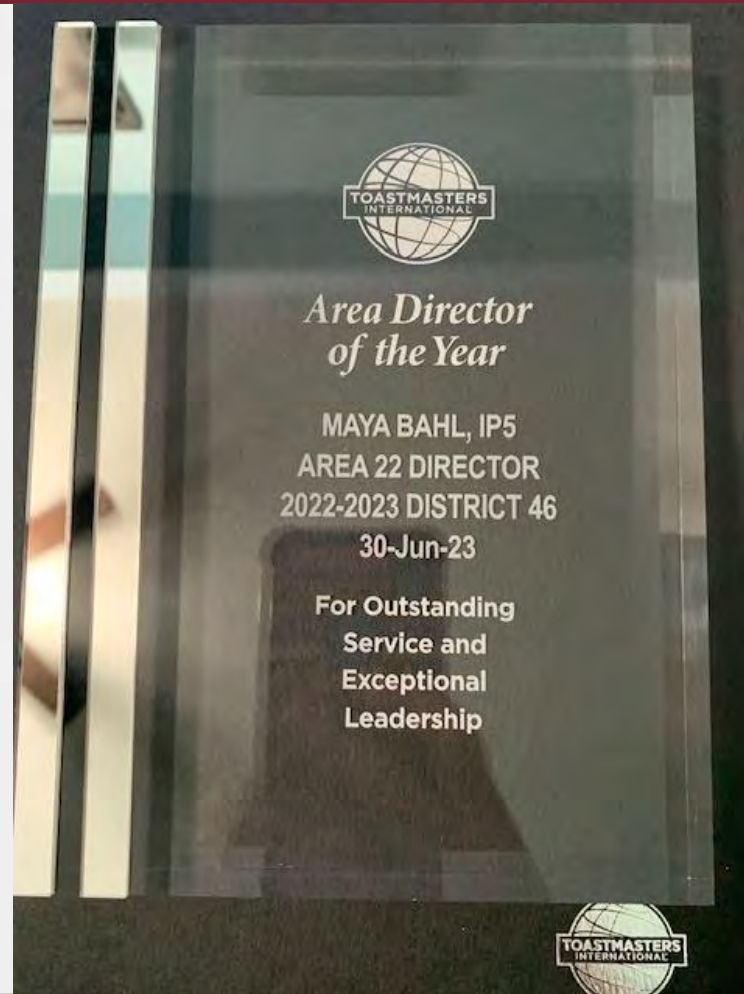 TOASTMASTERS
INTERNATIONAL
Area Director
of the Year
MAYA BAHL, IP5
AREA 22 DIRECTOR
2022-2023 DISTRICT 46
30-Jun-23
For Outstanding
Service and
Exceptional
Leadership
TOASTMASTERS
INTERNATIONAL